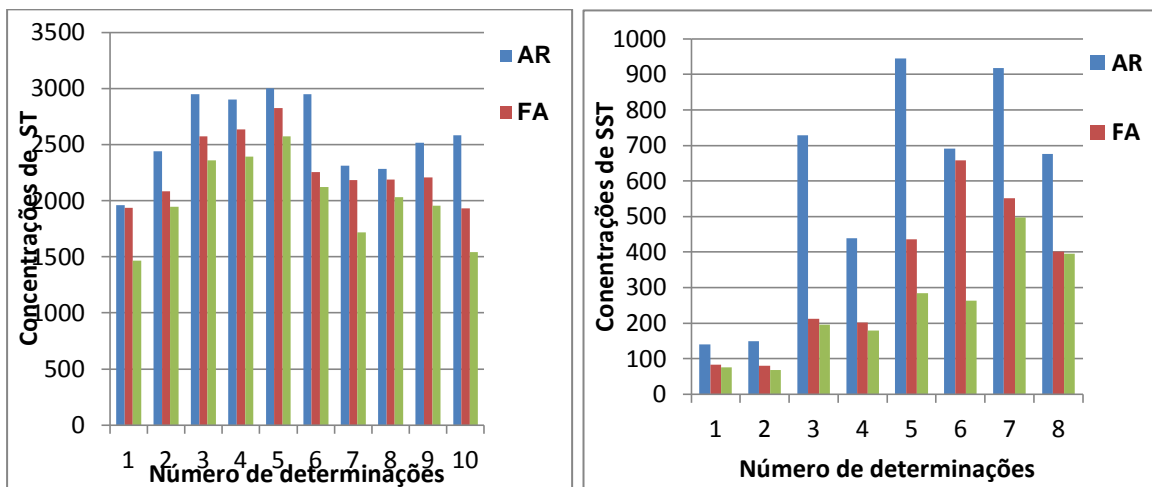 Concentrações de ST
3500
3000
2500
2000
1500
1000
500
0
1 2 3 4 5 6 7 8 9 10
Número de determinações
AR
FA
Conentrações de SST
1000
900
800
700
600
500
400
300
200
100
0
1 2 3 4 5 6 7 8
Número de determinações
AR
FA